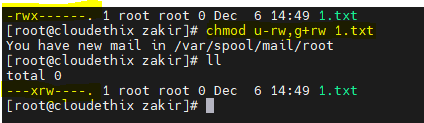 -rwx------. 1 root root 0 Dec  6 14:49 1.txt
[root@cloudethix zakir]# chmod u-rw,g+rw 1.txt
You have new mail in /var/spool/mail/root
[root@cloudethix zakir]# ll
total 0
---xrw----. 1 root root 0 Dec  6 14:49 1.txt
[root@cloudethix zakir]#